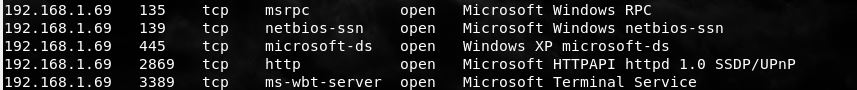 192.168.1.69 135 tcp msrpc open Microsoft Windows RPC
192.168.1.69 139 tcp netbios-ssn open Microsoft Windows netbios-ssn
192.168.1.69 445 tcp microsoft-ds open Windows XP microsoft-ds
192.168.1.69 2869 tcp http open Microsoft HTTPAPI httpd 1.0 SSDP/UPnP
192.168.1.69 3389 tcp ms-wbt-server open Microsoft Terminal Service